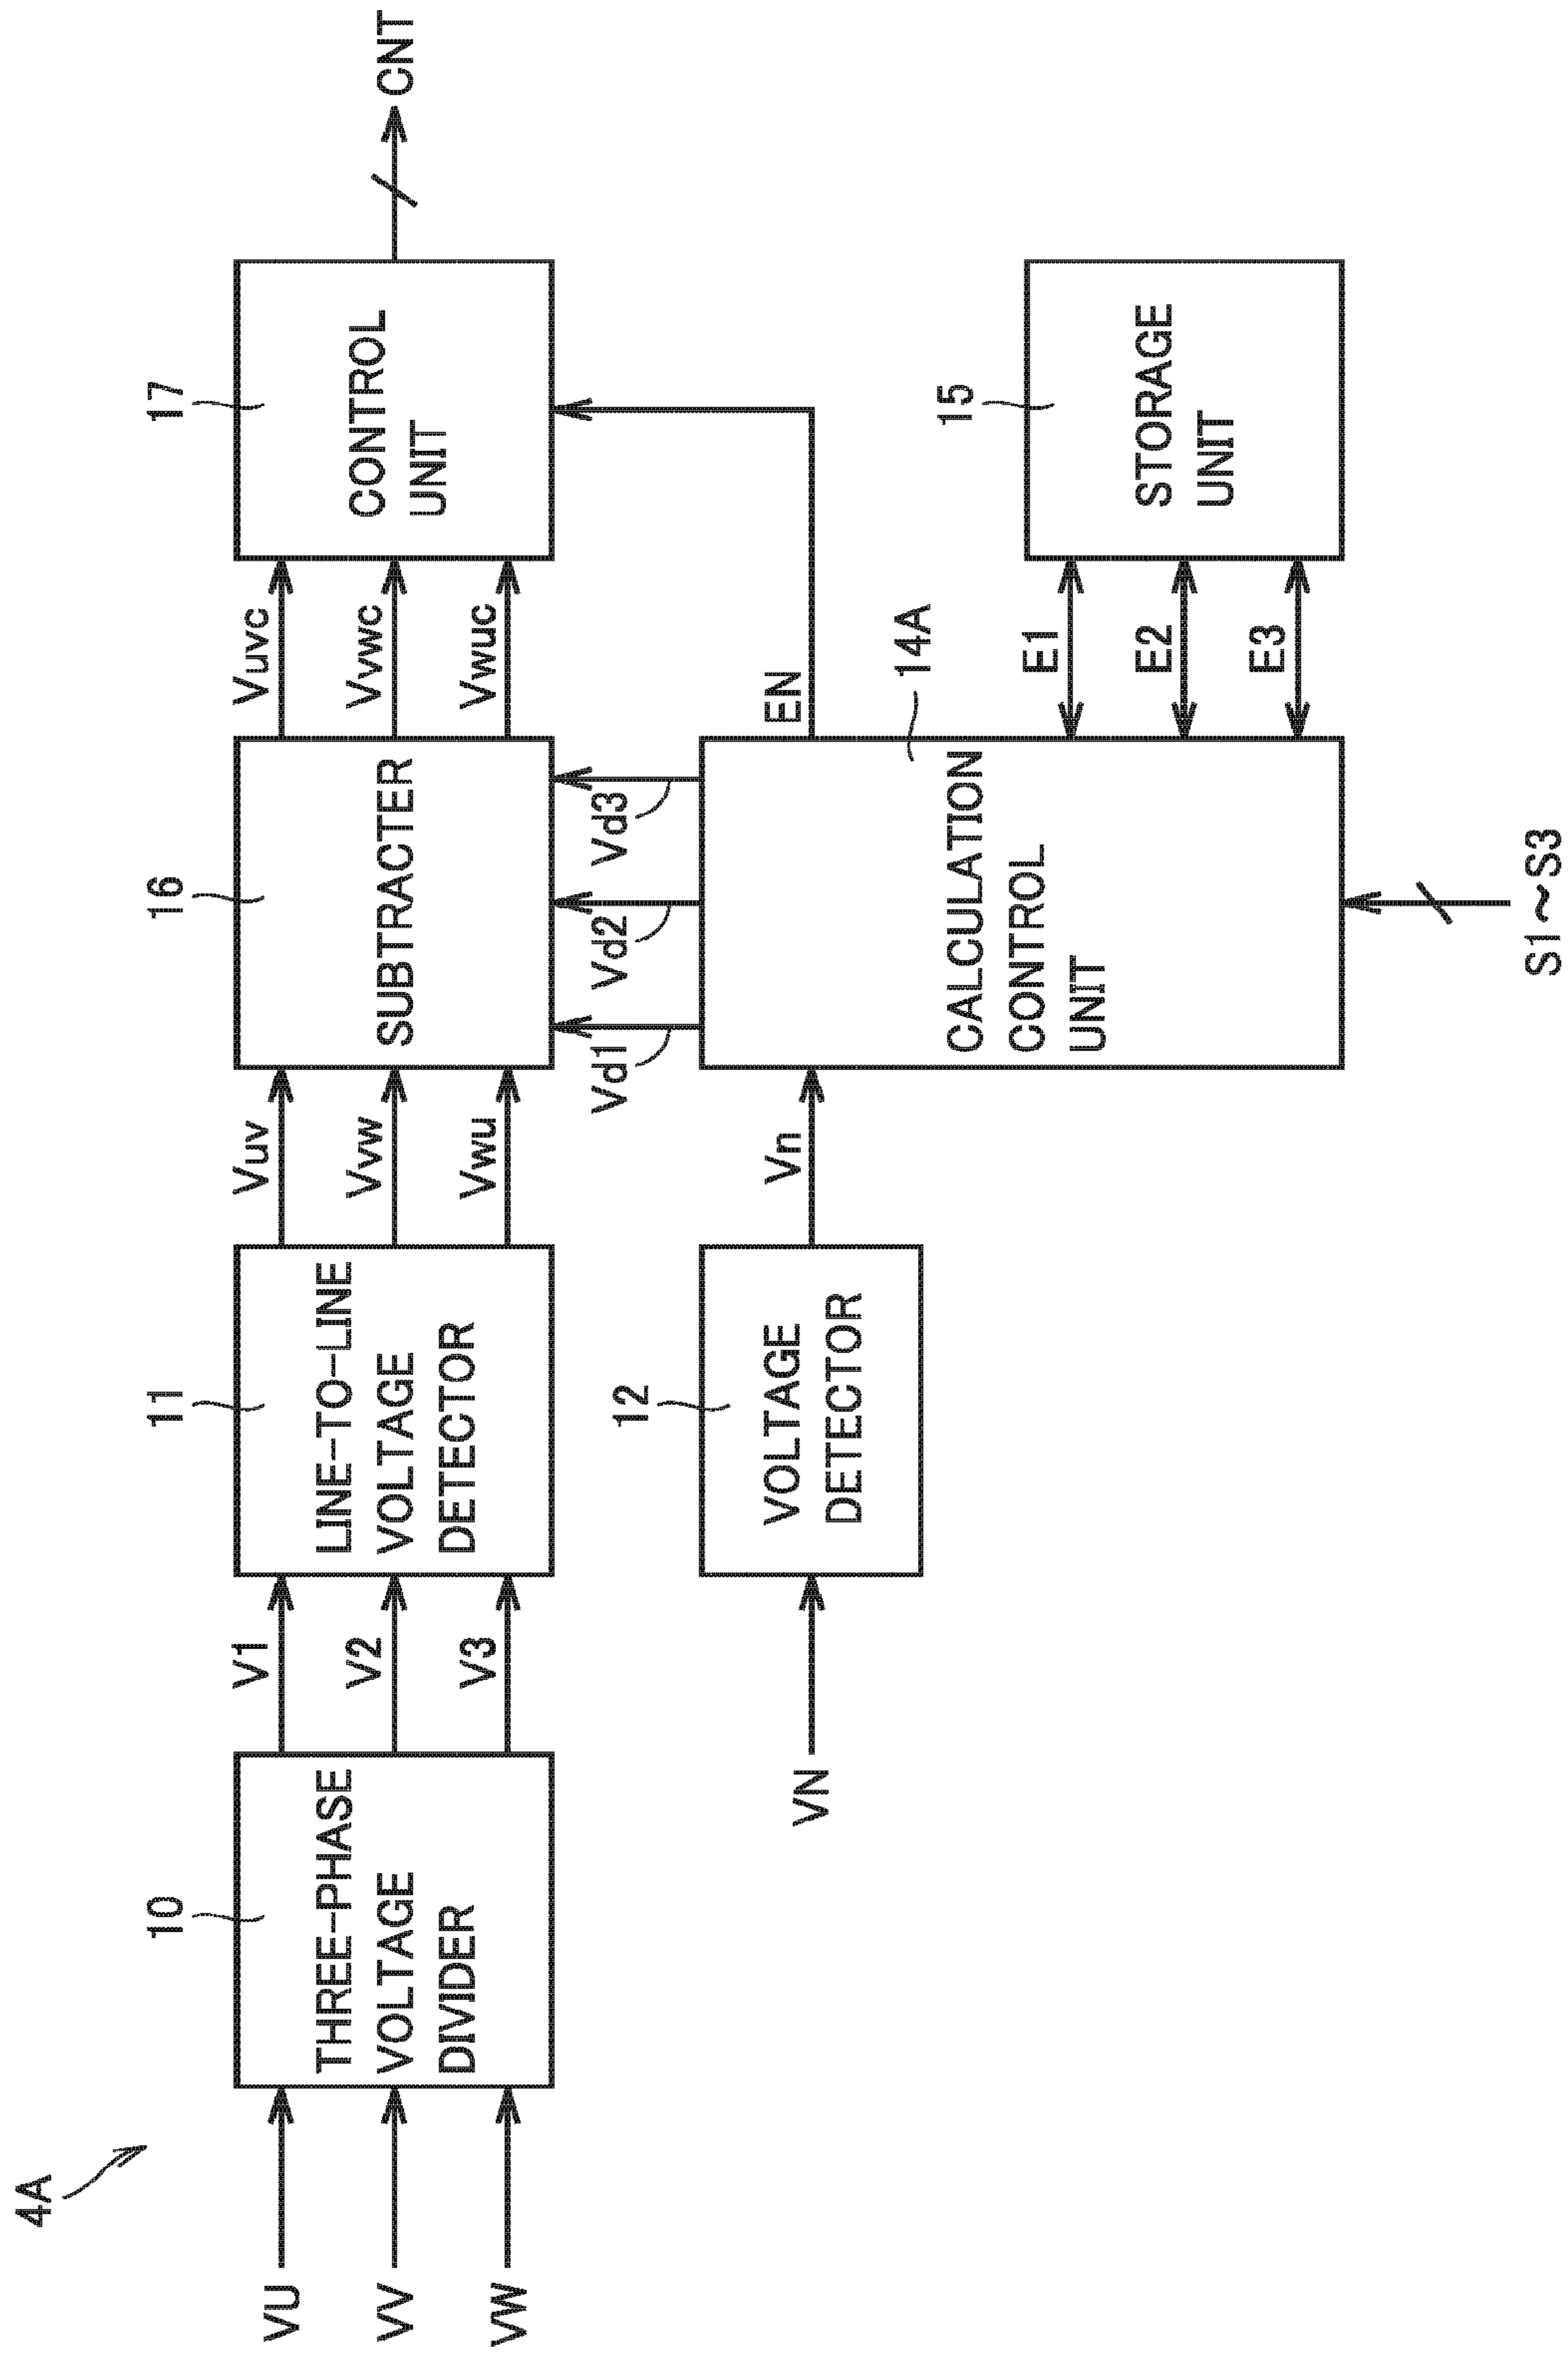 4A
VU
VV
VW
10
THREE-PHASE
VOLTAGE
DIVIDER
V1
V2
V3
11
LINE-TO-LINE
VOLTAGE
DETECTOR
Vuv
Vvw
Vwu
16
SUBTRACTER
Vuvc
Vvwc
Vwuc
17
CONTROL
UNIT
CNT
Vd1
Vd2
Vd3
VN
12
VOLTAGE
DETECTOR
Vn
14A
CALCULATION
CONTROL
UNIT
EN
E1
E2
E3
15
STORAGE
UNIT
S1~S3